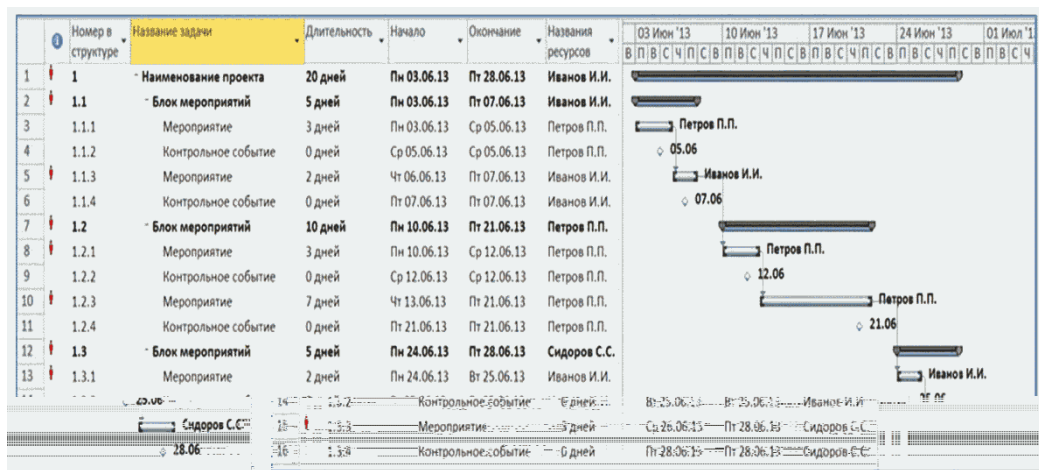 Номер в структуре Название задачи Длительность Начало Окончание Названия ресурсов 03 Июн '13 10 Июн '13 17 Июн '13 24 Июн '13 01 Июл '1
В П В С Ч П С В П В С Ч П С В П В С Ч П С В П В С Ч П С В П В С Ч
1 1 Наименование проекта 20 дней Пн 03.06.13 Пт 28.06.13 Иванов И.И.
2 1.1 Блок мероприятий 5 дней Пн 03.06.13 Пт 07.06.13 Иванов И.И.
3 1.1.1 Мероприятие 3 дней Пн 03.06.13 Ср 05.06.13 Петров П.П. Петров П.П.
4 1.1.2 Контрольное событие 0 дней Ср 05.06.13 Ср 05.06.13 Петров П.П. 05.06
5 1.1.3 Мероприятие 2 дней Чт 06.06.13 Пт 07.06.13 Иванов И.И. Иванов И.И.
6 1.1.4 Контрольное событие 0 дней Пт 07.06.13 Пт 07.06.13 Иванов И.И. 07.06
7 1.2 Блок мероприятий 10 дней Пн 10.06.13 Пт 21.06.13 Петров П.П.
8 1.2.1 Мероприятие 3 дней Пн 10.06.13 Ср 12.06.13 Петров П.П. Петров П.П.
9 1.2.2 Контрольное событие 0 дней Ср 12.06.13 Ср 12.06.13 Петров П.П. 12.06
10 1.2.3 Мероприятие 7 дней Чт 13.06.13 Пт 21.06.13 Петров П.П. Петров П.П.
11 1.2.4 Контрольное событие 0 дней Пт 21.06.13 Пт 21.06.13 Петров П.П. 21.06
12 1.3 Блок мероприятий 5 дней Пн 24.06.13 Пт 28.06.13 Сидоров С.С.
13 1.3.1 Мероприятие 2 дней Пн 24.06.13 Вт 25.06.13 Иванов И.И. Иванов И.И.
25.06 14 1.3.2 Контрольное событие 0 дней Вт 25.06.13 Вт 25.06.13 Иванов И.И
Сидоров С.С. 15 1.3.3 Мероприятие 3 дней Ср 26.06.13 Пт 28.06.13 Сидоров С.С.
28.06 16 1.3.4 Контрольное событие 0 дней Пт 28.06.13 Пт 28.06.13 Сидоров С.С.